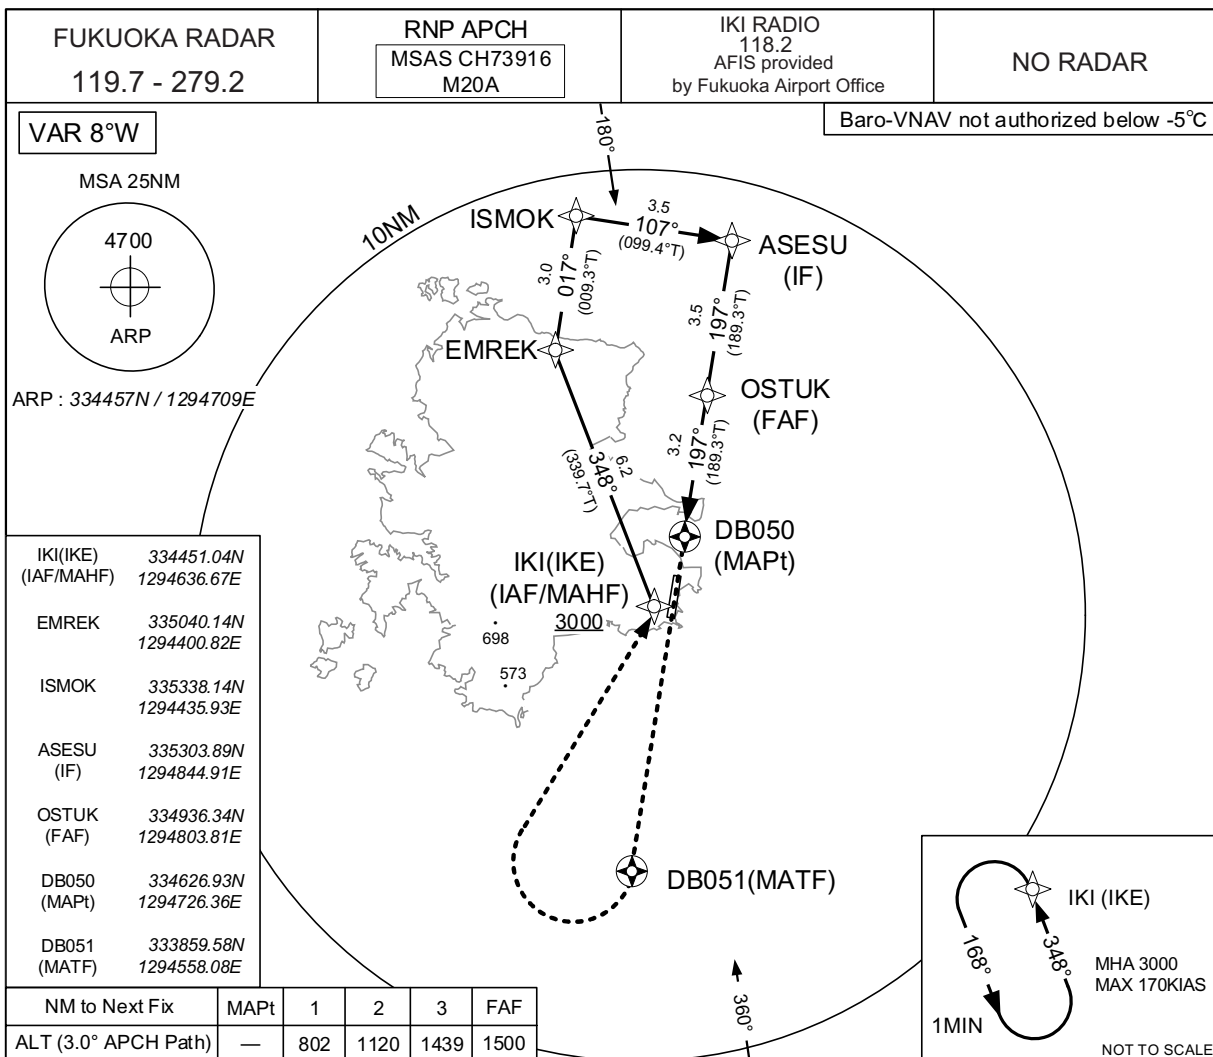 FUKUOKA RADAR
119.7 - 279.2
RNP APCH
MSAS CH73916
M20A
IKI RADIO
118.2
AFIS provided
by Fukuoka Airport Office
NO RADAR
VAR 8°W
Baro-VNAV not authorized below -5°C
MSA 25NM
4700
ARP
ARP : 334457N / 1294709E
10NM
180°
ISMOK
3.5
107°
(099.4°T)
ASESU
(IF)
3.0
017°
(009.3°T)
3.5
197°
(189.3°T)
EMREK
OSTUK
(FAF)
3.2
197°
(189.3°T)
6.2
348°
(339.7°T)
DB050
(MAPt)
IKI(IKE)
(IAF/MAHF)
3000
698
573
DB051(MATF)
360°
IKI(IKE) 334451.04N
(IAF/MAHF) 1294636.67E
EMREK 335040.14N
1294400.82E
ISMOK 335338.14N
1294435.93E
ASESU 335303.89N
(IF) 1294844.91E
OSTUK 334936.34N
(FAF) 1294803.81E
DB050 334626.93N
(MAPt) 1294726.36E
DB051 333859.58N
(MATF) 1294558.08E
NM to Next Fix MAPt 1 2 3 FAF
ALT (3.0° APCH Path) — 802 1120 1439 1500
IKI (IKE)
168°
348°
MHA 3000
MAX 170KIAS
1MIN
NOT TO SCALE